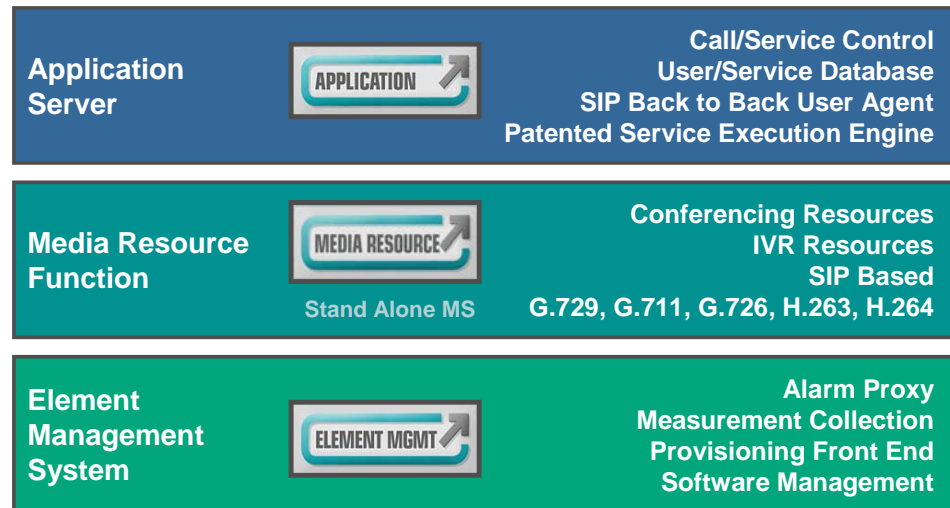 Application
Server
APPLICATION
Call/Service Control
User/Service Database
SIP Back to Back User Agent
Patented Service Execution Engine
Media Resource
Function
MEDIA RESOURCE
Stand Alone MS
Conferencing Resources
IVR Resources
SIP Based
G.729, G.711, G.726, H.263, H.264
Element
Management
System
ELEMENT MGMT
Alarm Proxy
Measurement Collection
Provisioning Front End
Software Management